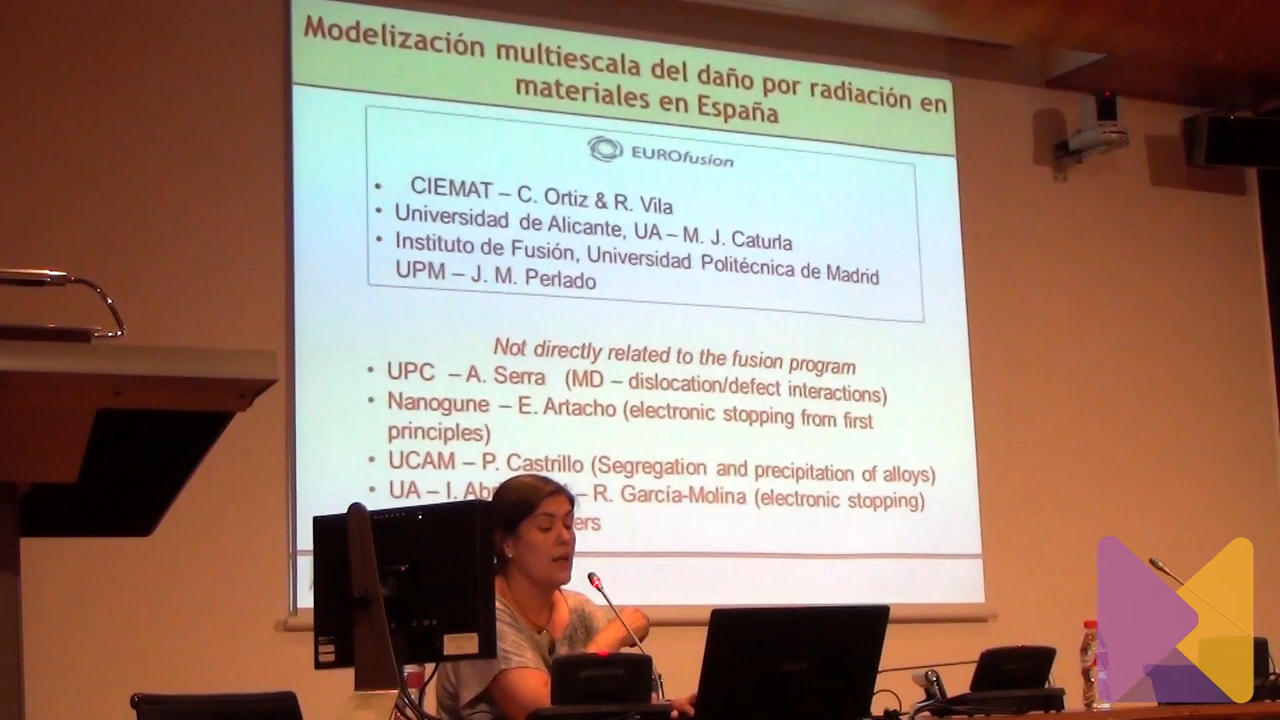 Modelización multiescala del daño por radiación en
materiales en España
EUROfusion
• CIEMAT – C. Ortiz & R. Vila
• Universidad de Alicante, UA – M. J. Caturla
• Instituto de Fusión, Universidad Politécnica de Madrid
UPM – J. M. Perlado
Not directly related to the fusion program
• UPC – A. Serra (MD – dislocation/defect interactions)
• Nanogune – E. Artacho (electronic stopping from first
principles)
• UCAM – P. Castrillo (Segregation and precipitation of alloys)
• UA – I. – R. García-Molina (electronic stopping)